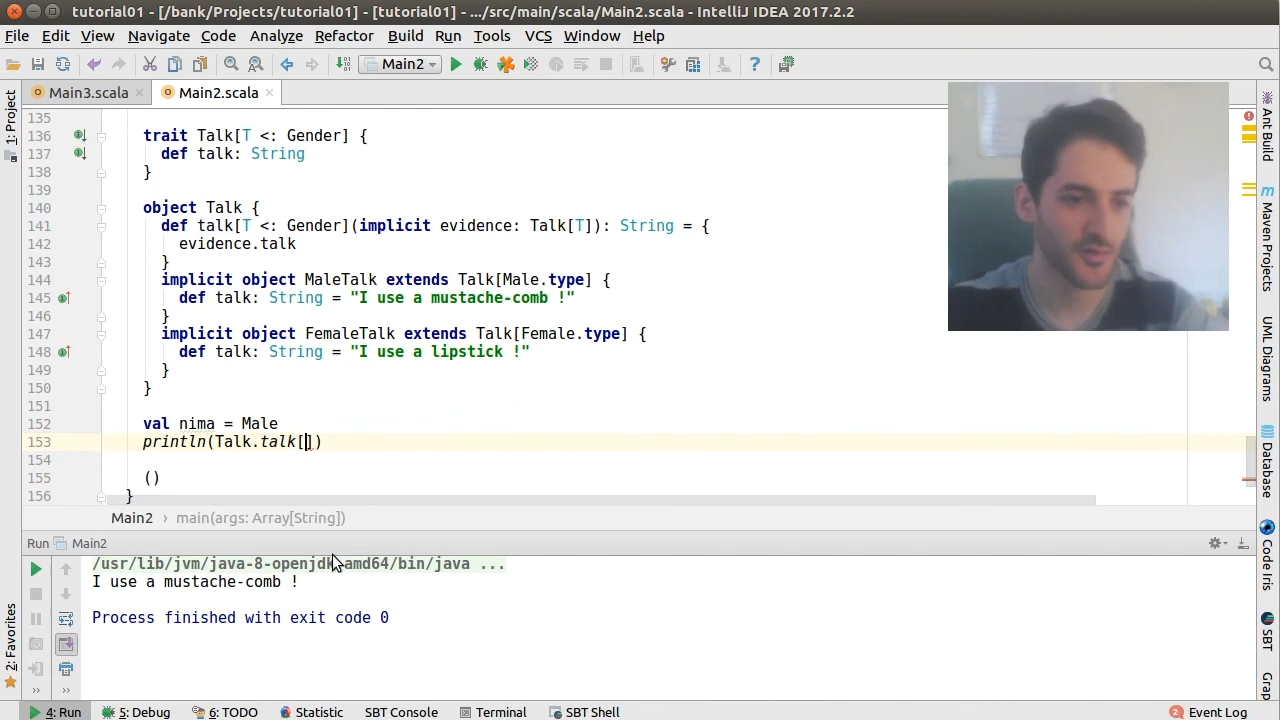 tutorial01 - [/bank/Projects/tutorial01] - [tutorial01] - .../src/main/scala/Main2.scala - IntelliJ IDEA 2017.2.2
File Edit View Navigate Code Analyze Refactor Build Run Tools VCS Window Help
Main2
Main3.scala Main2.scala
1: Project
135
136 trait Talk[T <: Gender] {
137 def talk: String
138 }
139
140 object Talk {
141 def talk[T <: Gender](implicit evidence: Talk[T]): String = {
142 evidence.talk
143 }
144 implicit object MaleTalk extends Talk[Male.type] {
145 def talk: String = "I use a mustache-comb !"
146 }
147 implicit object FemaleTalk extends Talk[Female.type] {
148 def talk: String = "I use a lipstick !"
149 }
150 }
151
152 val nima = Male
153 println(Talk.talk[])
154
155 ()
156 }
Main2 › main(args: Array[String])
Run Main2
/usr/lib/jvm/java-8-openjdk-amd64/bin/java ...
I use a mustache-comb !
Process finished with exit code 0
2: Favorites
Ant Build
Maven Projects
UML Diagrams
Database
Code Iris
SBT
Grap
4: Run 5: Debug 6: TODO Statistic SBT Console Terminal SBT Shell 2 Event Log